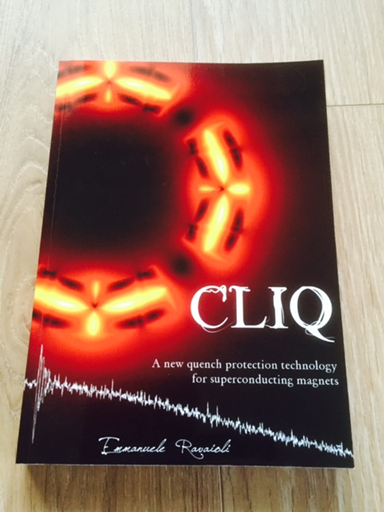 CLIQ
A new quench protection technology
for superconducting magnets
Emmanuele Ravaioli